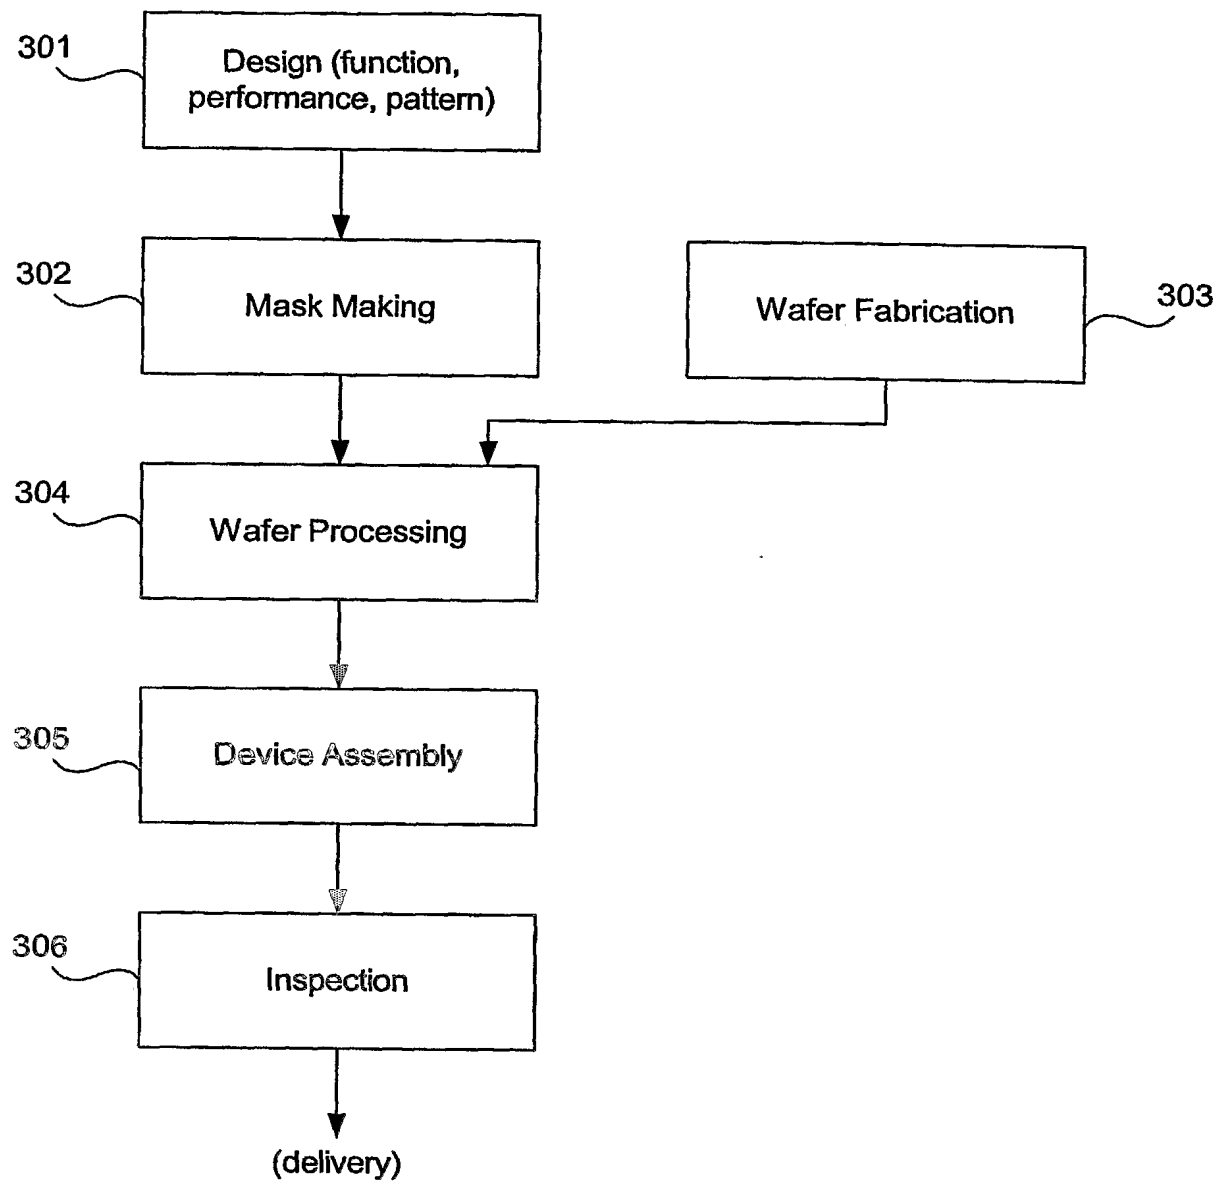 301
Design (function,
performance, pattern)
302
Mask Making
Wafer Fabrication
303
304
Wafer Processing
305
Device Assembly
306
Inspection
(delivery)